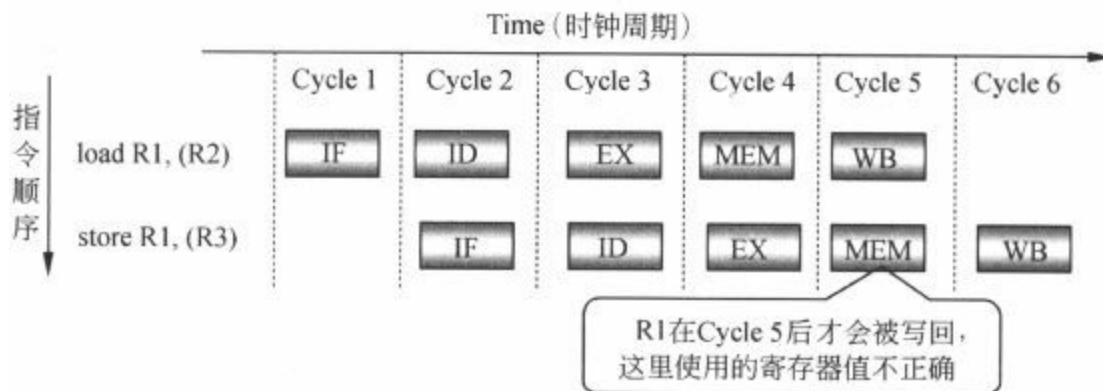 Time (时钟周期)
Cycle 1 Cycle 2 Cycle 3 Cycle 4 Cycle 5 Cycle 6
指令顺序
load R1, (R2) IF ID EX MEM WB
store R1, (R3) IF ID EX MEM WB
R1在Cycle 5后才会被写回，
这里使用的寄存器值不正确